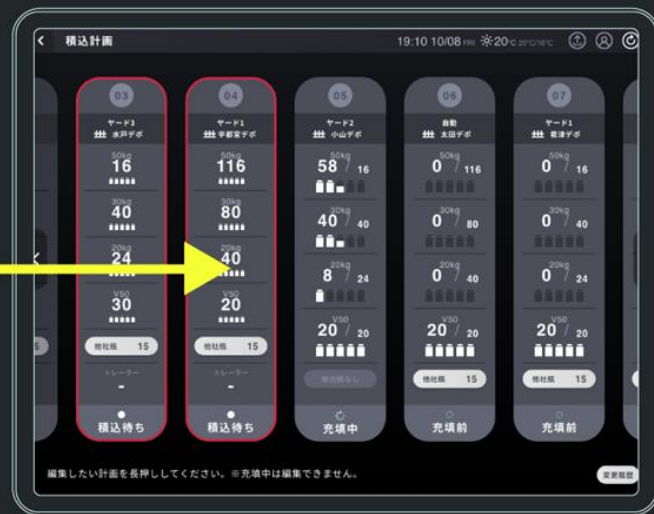 積込計画
19:10 10/08 FRI 20℃ 20℃/16℃
03
ヤード3
水戸デポ
50kg
16
30kg
40
20kg
24
V50
30
他社瓶 15
トレーラー
-
積込待ち
04
ヤード1
宇都宮デポ
50kg
116
30kg
80
20kg
40
V50
20
他社瓶 15
トレーラー
-
積込待ち
05
ヤード2
小山デポ
50kg
58 / 16
30kg
40 / 40
20kg
8 / 24
V50
20 / 20
他社瓶なし
充填中
06
自動
太田デポ
50kg
0 / 116
30kg
0 / 80
20kg
0 / 40
V50
20 / 20
他社瓶 15
充填前
07
ヤード1
君津デポ
50kg
0 / 16
30kg
0 / 40
20kg
0 / 24
V50
20 / 20
他社瓶 15
充填前
5
編集したい計画を長押ししてください。※充填中は編集できません。
変更履歴